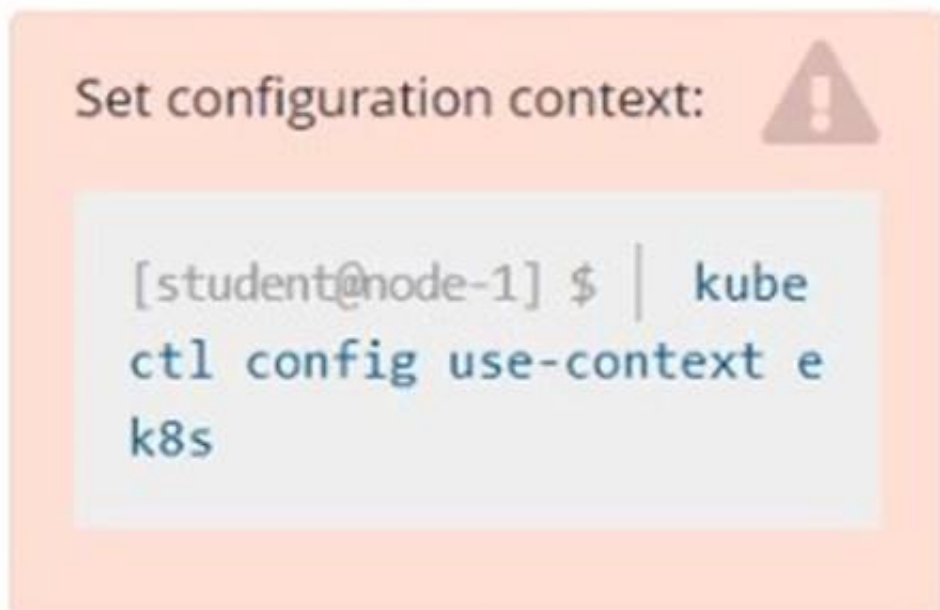 Set configuration context:
[student@node-1] $ | kube
ctl config use-context e
k8s